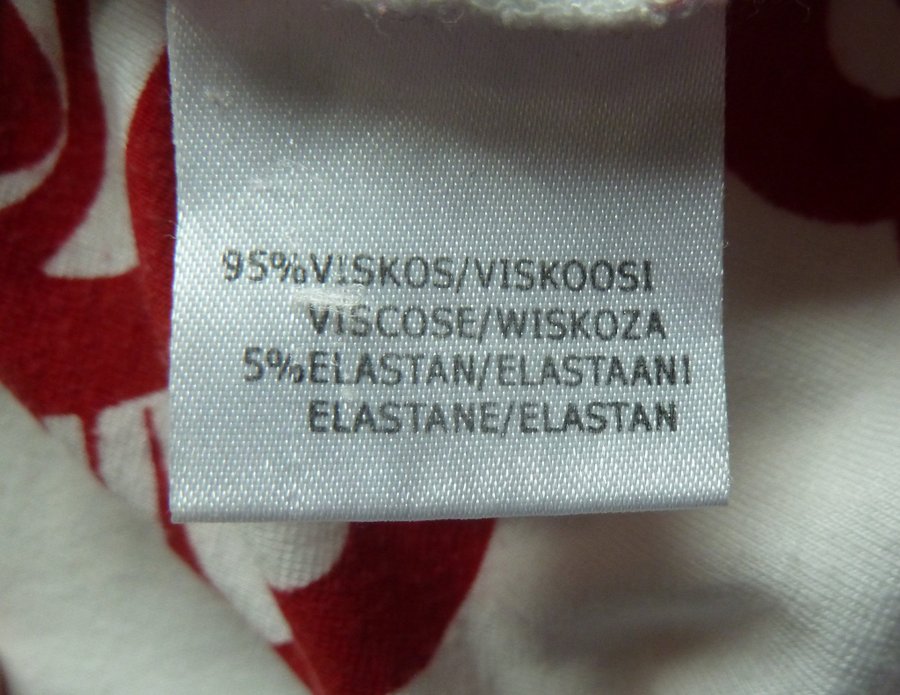 95%VISKOS/VISKOOSI
VISCOSE/WISKOZA
5%ELASTAN/ELASTAANI
ELASTANE/ELASTAN